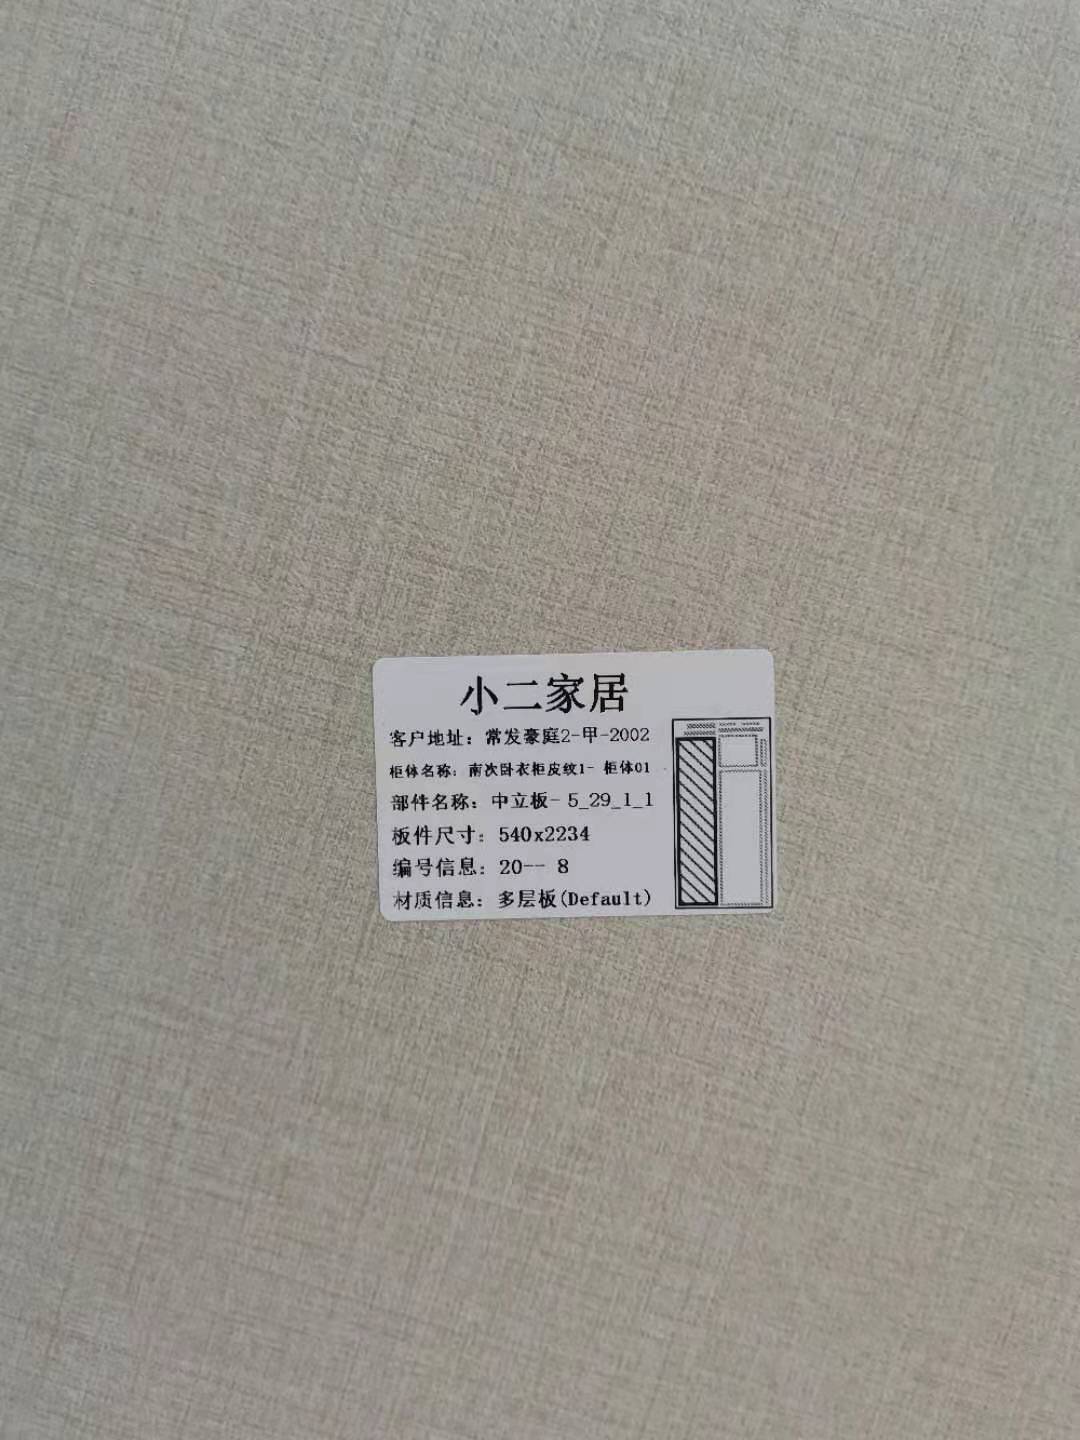 小二家居
客户地址：常发豪庭2-甲-2002
柜体名称：南次卧衣柜皮纹1- 柜体01
部件名称：中立板- 5_29_1_1
板件尺寸：540x2234
编号信息：20-- 8
材质信息：多层板(Default)